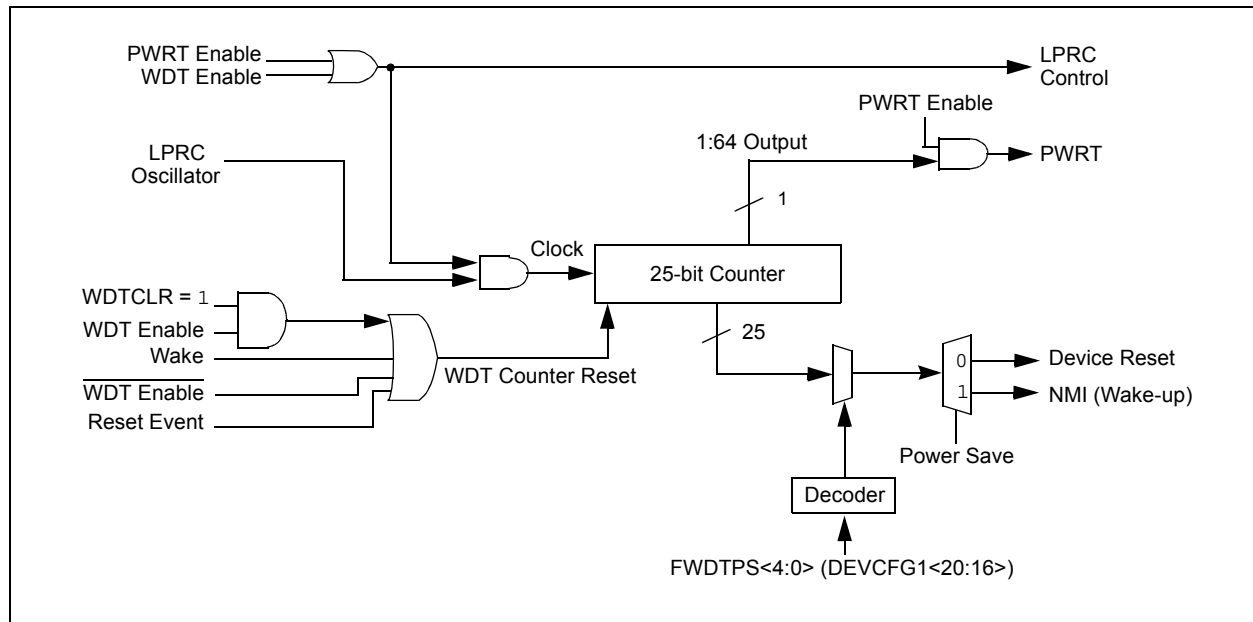 PWRT Enable
WDT Enable
LPRC
Control
PWRT Enable
1:64 Output
PWRT
LPRC
Oscillator
1
Clock
25-bit Counter
WDTCLR = 1
WDT Enable
Wake
WDT Enable
Reset Event
WDT Counter Reset
25
0
1
Device Reset
NMI (Wake-up)
Power Save
Decoder
FWDTPS<4:0> (DEVCFG1<20:16>)